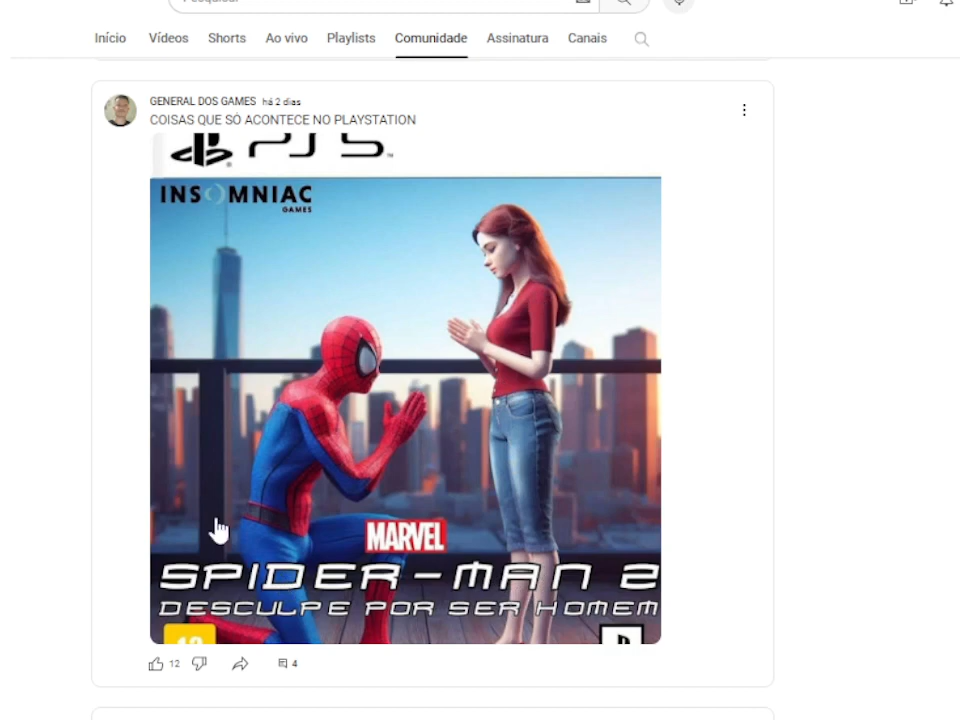 Início Vídeos Shorts Ao vivo Playlists Comunidade Assinatura Canais
GENERAL DOS GAMES há 2 dias
COISAS QUE SÓ ACONTECE NO PLAYSTATION
PS5
INSOMNIAC
GAMES
MARVEL
SPIDER-MAN 2
DESCULPE POR SER HOMEM
12 4